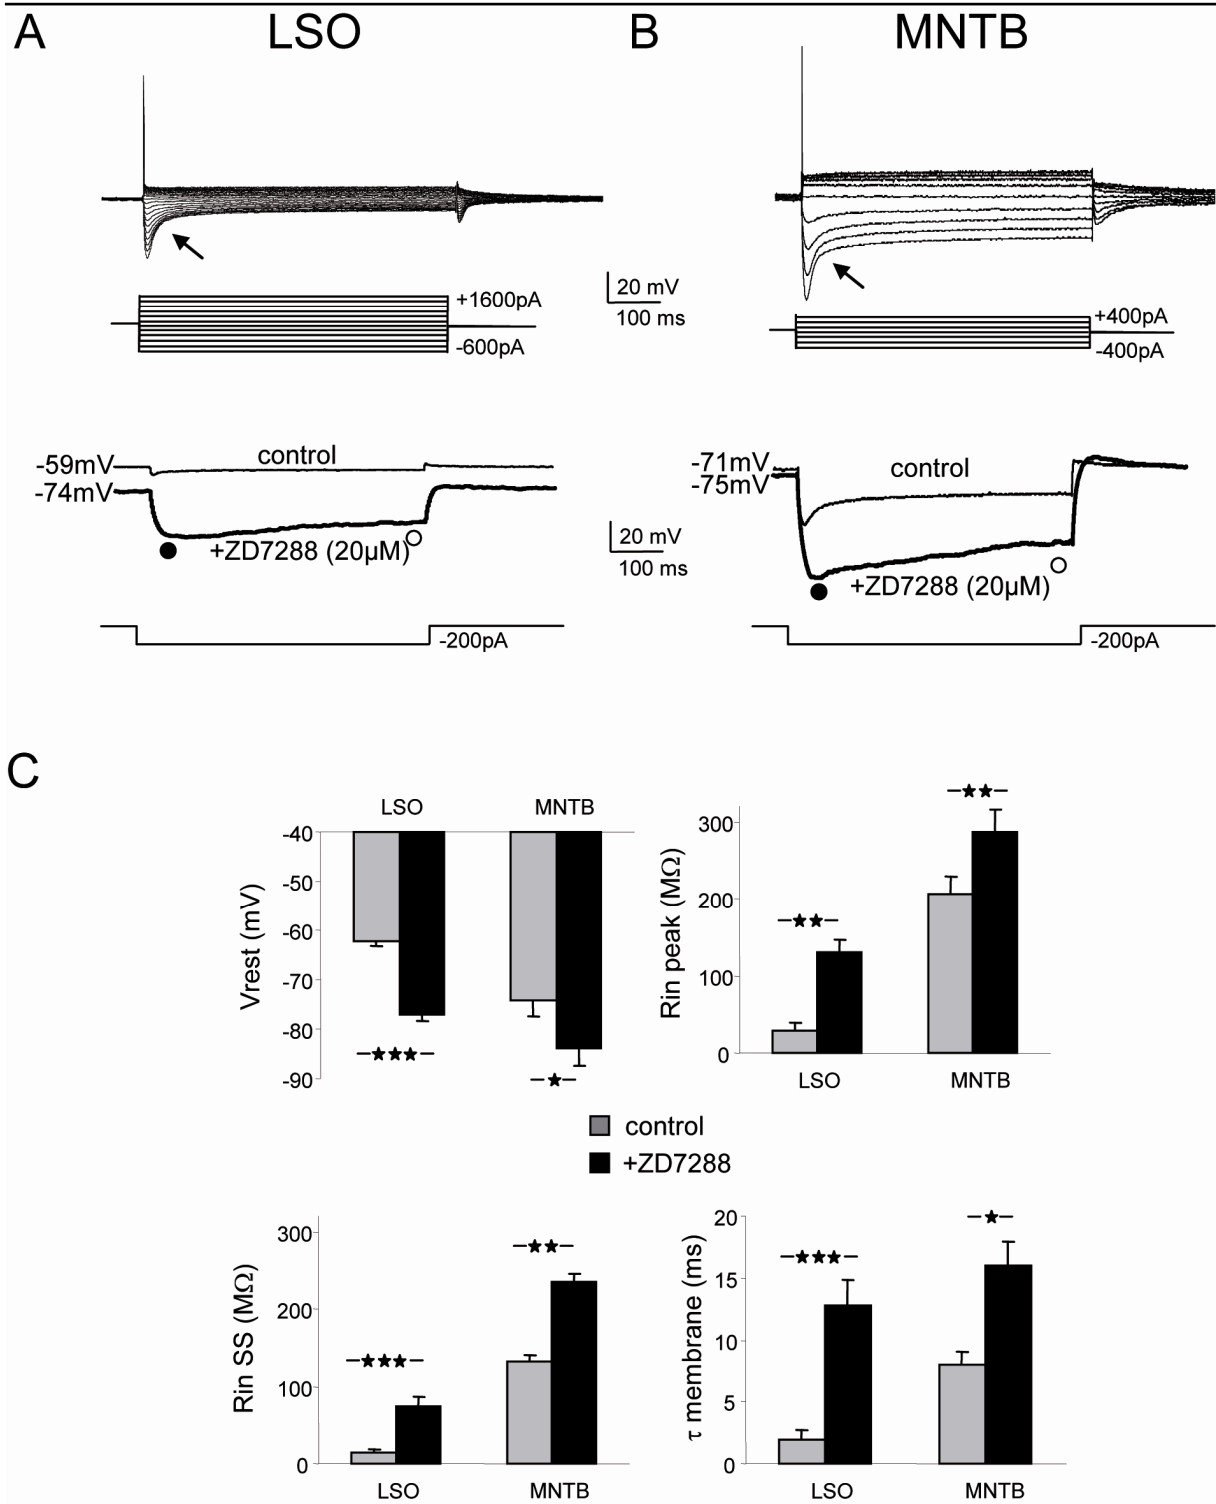 A LSO B MNTB
+1600pA
-600pA
20 mV
100 ms
+400pA
-400pA
-59mV
-74mV
control
+ZD7288 (20µM)
-200pA
20 mV
100 ms
-71mV
-75mV
control
+ZD7288 (20µM)
-200pA
C
LSO MNTB
Vrest (mV)
-40
-50
-60
-70
-80
-90
Rin peak (MΩ)
300
200
100
0
LSO MNTB
control
+ZD7288
Rin SS (MΩ)
300
200
100
0
LSO MNTB
τ membrane (ms)
20
15
10
5
0
LSO MNTB